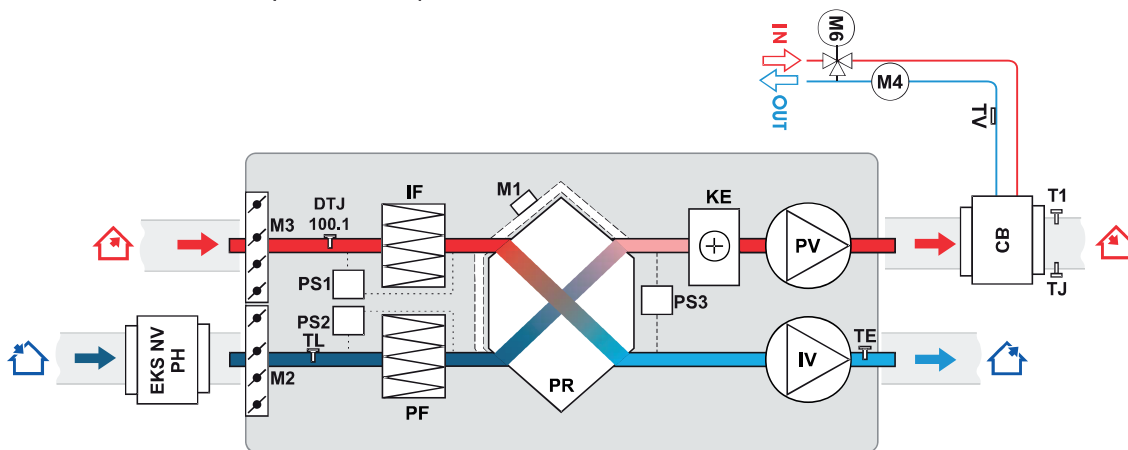 M6
IN
M4
OUT
TV
IF
M1
KE
DTJ
100.1
M3
T1
PV
CB
PS1
PS3
TJ
PS2
TL
TE
EKS NV
PH
M2
IV
PR
PF